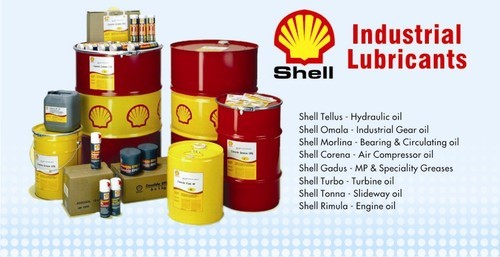 Shell
Industrial
Lubricants
Shell Tellus - Hydraulic oil
Shell Omala - Industrial Gear oil
Shell Morlina - Bearing & Circulating oil
Shell Corena - Air Compressor oil
Shell Gadus - MP & Speciality Greases
Shell Turbo - Turbine oil
Shell Tonna - Slideway oil
Shell Rimula - Engine oil